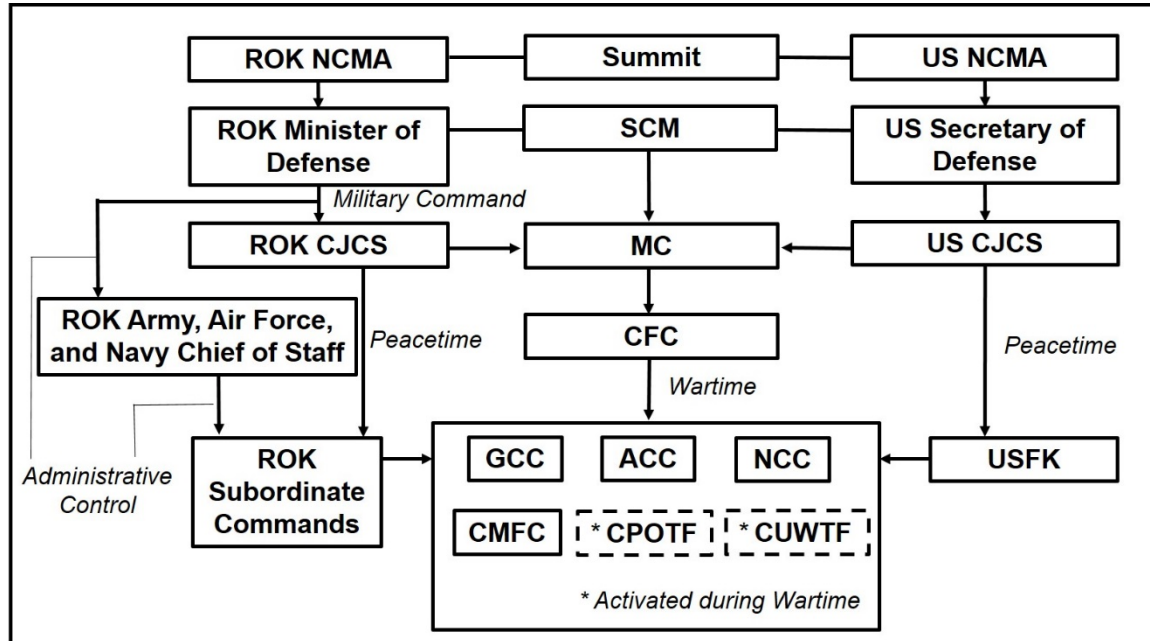 ROK NCMA
Summit
US NCMA
ROK Minister of
Defense
SCM
US Secretary of
Defense
Military Command
ROK CJCS
MC
US CJCS
ROK Army, Air Force,
and Navy Chief of Staff
Peacetime
CFC
Peacetime
Wartime
Administrative
Control
ROK
Subordinate
Commands
GCC
ACC
NCC
USFK
CMFC
* CPOTF
* CUWTF
* Activated during Wartime